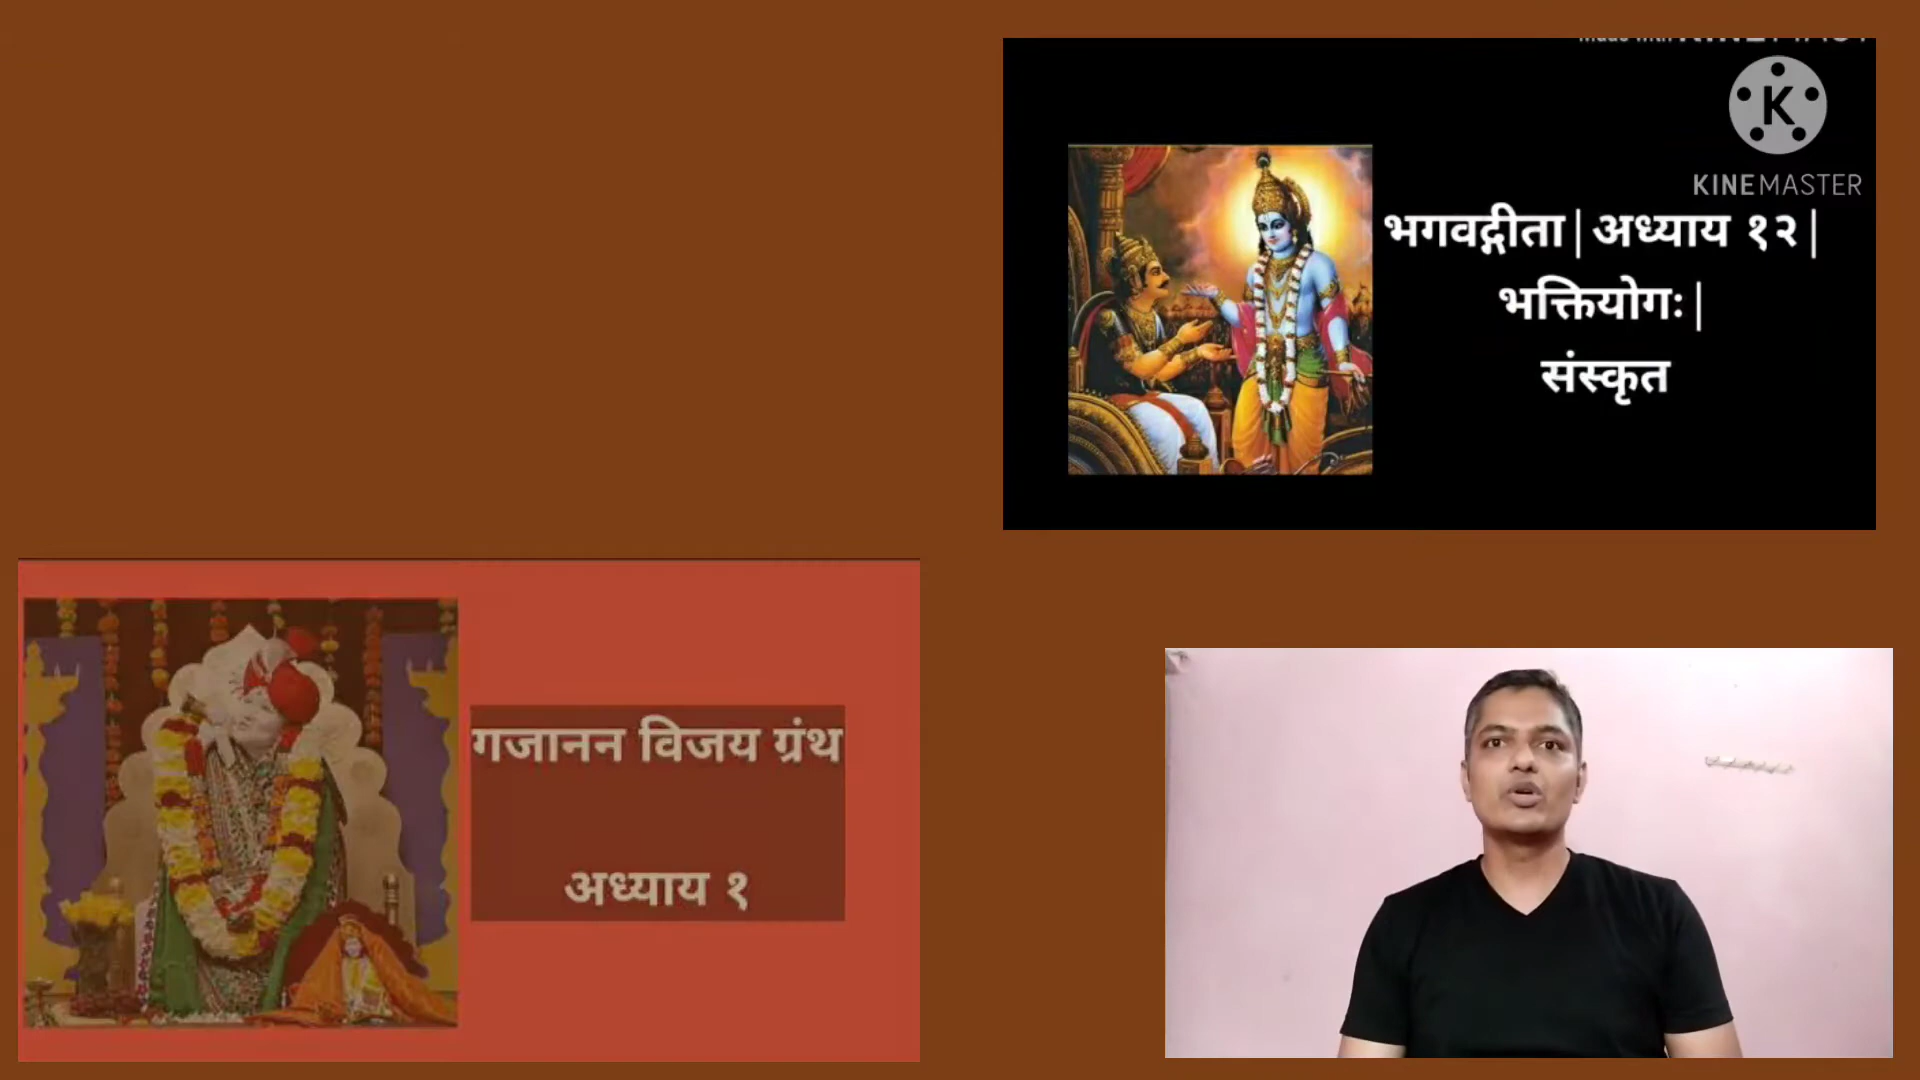 KINEMASTER
भगवद्गीता | अध्याय १२ |
भक्तियोगः |
संस्कृत
गजानन विजय ग्रंथ
अध्याय १